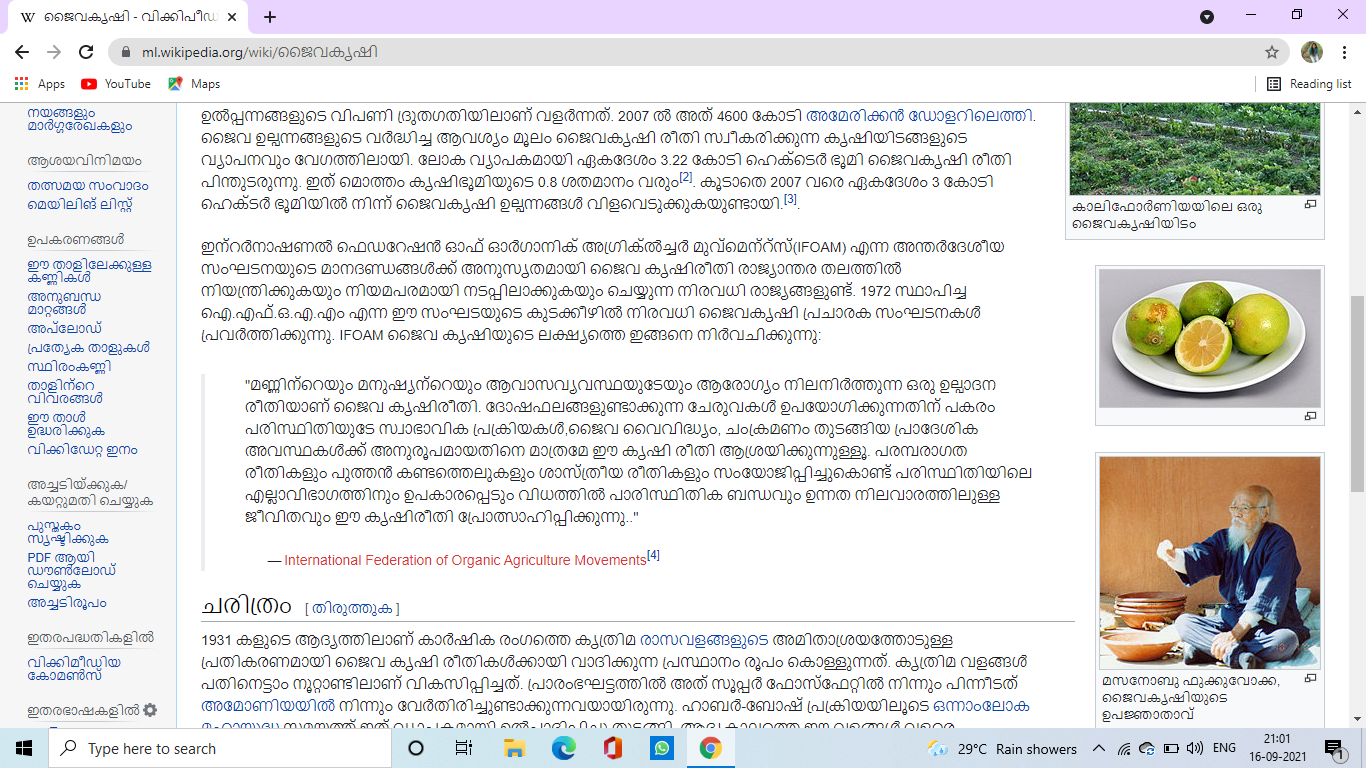 ജൈവകൃഷി - വിക്കിപീഡ
ml.wikipedia.org/wiki/ജൈവകൃഷി
Apps YouTube Maps Reading list
നയങ്ങളും
മാർഗ്ഗരേഖകളും
ആശയവിനിമയം
തത്സമയ സംവാദം
മെയിലിങ് ലിസ്റ്റ്
ഉപകരണങ്ങൾ
ഈ താളിലേക്കുള്ള
കണ്ണികൾ
അനുബന്ധ
മാറ്റങ്ങൾ
അപ്‌ലോഡ്
പ്രത്യേക താളുകൾ
സ്ഥിരംകണ്ണി
താളിന്റെ
വിവരങ്ങൾ
ഈ താൾ
ഉദ്ധരിക്കുക
വിക്കിഡേറ്റ ഇനം
അച്ചടിയ്ക്കുക/
കയറ്റുമതി ചെയ്യുക
പുസ്തകം
സൃഷ്ടിക്കുക
PDF ആയി
ഡൗൺലോഡ്
ചെയ്യുക
അച്ചടിരൂപം
ഇതരപദ്ധതികളിൽ
വിക്കിമീഡിയ
കോമൺസ്
ഇതരഭാഷകളിൽ
ഉൽപ്പന്നങ്ങളുടെ വിപണി ദ്രുതഗതിയിലാണ് വളർന്നത്. 2007 ൽ അത് 4600 കോടി അമേരിക്കൻ ഡോളറിലെത്തി.
ജൈവ ഉല്പന്നങ്ങളുടെ വർദ്ധിച്ച ആവശ്യം മൂലം ജൈവകൃഷി രീതി സ്വീകരിക്കുന്ന കൃഷിയിടങ്ങളുടെ
വ്യാപനവും വേഗത്തിലായി. ലോക വ്യാപകമായി ഏകദേശം 3.22 കോടി ഹെക്ടെർ ഭൂമി ജൈവകൃഷി രീതി
പിന്തുടരുന്നു. ഇത് മൊത്തം കൃഷിഭൂമിയുടെ 0.8 ശതമാനം വരും[2]. കൂടാതെ 2007 വരെ ഏകദേശം 3 കോടി
ഹെക്ടർ ഭൂമിയിൽ നിന്ന് ജൈവകൃഷി ഉല്പന്നങ്ങൾ വിളവെടുക്കുകയുണ്ടായി.[3].
ഇന്റർനാഷണൽ ഫെഡറേഷൻ ഓഫ് ഓർഗാനിക് അഗ്രിക്ൽച്ചർ മുവ്മെന്റ്സ്(IFOAM) എന്ന അന്തർദേശീയ
സംഘടനയുടെ മാനദണ്ഡങ്ങൾക്ക് അനുസൃതമായി ജൈവ കൃഷിരീതി രാജ്യാന്തര തലത്തിൽ
നിയന്ത്രിക്കുകയും നിയമപരമായി നടപ്പിലാക്കുകയും ചെയ്യുന്ന നിരവധി രാജ്യങ്ങളുണ്ട്. 1972 സ്ഥാപിച്ച
ഐ.എഫ്.ഒ.എ.എം എന്ന ഈ സംഘടയുടെ കുടക്കീഴിൽ നിരവധി ജൈവകൃഷി പ്രചാരക സംഘടനകൾ
പ്രവർത്തിക്കുന്നു. IFOAM ജൈവ കൃഷിയുടെ ലക്ഷ്യത്തെ ഇങ്ങനെ നിർവചിക്കുന്നു:
"മണ്ണിന്റെയും മനുഷ്യന്റെയും ആവാസവ്യവസ്ഥയുടേയും ആരോഗ്യം നിലനിർത്തുന്ന ഒരു ഉല്പാദന
രീതിയാണ് ജൈവ കൃഷിരീതി. ദോഷഫലങ്ങളുണ്ടാക്കുന്ന ചേരുവകൾ ഉപയോഗിക്കുന്നതിന് പകരം
പരിസ്ഥിതിയുടേ സ്വാഭാവിക പ്രക്രിയകൾ,ജൈവ വൈവിദ്ധ്യം, ചംക്രമണം തുടങ്ങിയ പ്രാദേശിക
അവസ്ഥകൾക്ക് അനുരൂപമായതിനെ മാത്രമേ ഈ കൃഷി രീതി ആശ്രയിക്കുന്നുള്ളൂ. പരമ്പരാഗത
രീതികളും പുത്തൻ കണ്ടത്തെലുകളും ശാസ്ത്രീയ രീതികളും സംയോജിപ്പിച്ചുകൊണ്ട് പരിസ്ഥിതിയിലെ
എല്ലാവിഭാഗത്തിനും ഉപകാരപ്പെടും വിധത്തിൽ പാരിസ്ഥിതിക ബന്ധവും ഉന്നത നിലവാരത്തിലുള്ള
ജീവിതവും ഈ കൃഷിരീതി പ്രോത്സാഹിപ്പിക്കുന്നു.."
— International Federation of Organic Agriculture Movements[4]
ചരിത്രം [ തിരുത്തുക ]
1931 കളുടെ ആദ്യത്തിലാണ് കാർഷിക രംഗത്തെ കൃത്രിമ രാസവളങ്ങളുടെ അമിതാശ്രയത്തോടുള്ള
പ്രതികരണമായി ജൈവ കൃഷി രീതികൾക്കായി വാദിക്കുന്ന പ്രസ്ഥാനം രൂപം കൊള്ളുന്നത്. കൃത്രിമ വളങ്ങൾ
പതിനെട്ടാം നൂറ്റാണ്ടിലാണ് വികസിപ്പിച്ചത്. പ്രാരംഭഘട്ടത്തിൽ അത് സൂപ്പർ ഫോസ്ഫേറ്റിൽ നിന്നും പിന്നീടത്
അമോണിയയിൽ നിന്നും വേർതിരിച്ചുണ്ടാക്കുന്നവയായിരുന്നു. ഹാബർ-ബോഷ് പ്രക്രിയയിലൂടെ ഒന്നാംലോക
കാലിഫോർണിയയിലെ ഒരു
ജൈവകൃഷിയിടം
മസനോബു ഫുക്കുവോക്ക,
ജൈവകൃഷിയുടെ
ഉപജ്ഞാതാവ്
Type here to search
29°C Rain showers ENG
21:01
16-09-2021
1